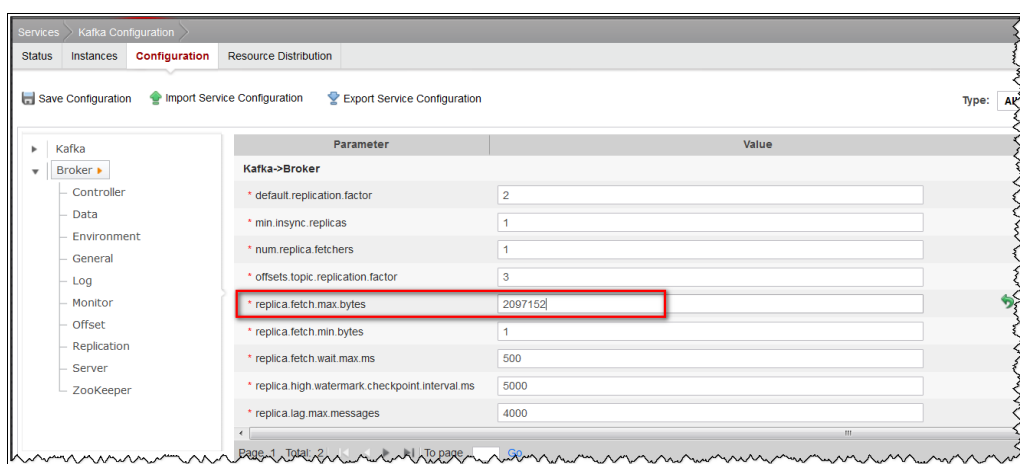 Services Kafka Configuration
Status Instances Configuration Resource Distribution
Save Configuration Import Service Configuration Export Service Configuration Type:
Kafka
Broker
Controller
Data
Environment
General
Log
Monitor
Offset
Replication
Server
ZooKeeper
Parameter Value
Kafka->Broker
* default.replication.factor 2
* min.insync.replicas 1
* num.replica.fetchers 1
* offsets.topic.replication.factor 3
* replica.fetch.max.bytes 2097152
* replica.fetch.min.bytes 1
* replica.fetch.wait.max.ms 500
* replica.high.watermark.checkpoint.interval.ms 5000
* replica.lag.max.messages 4000
Page 1 Total: 2 To page Go